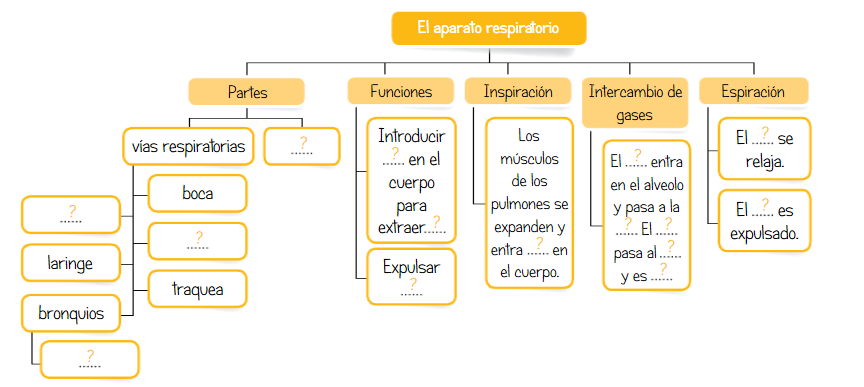 El aparato respiratorio
Partes
Funciones
Inspiración
Intercambio de
gases
Espiración
vías respiratorias
...?...
boca
...?...
...?...
laringe
traquea
bronquios
...?...
Introducir
...?... en el
cuerpo
para
extraer...?...
Expulsar
...?...
Los
músculos
de los
pulmones se
expanden y
entra ...?... en
el cuerpo.
El ...?... entra
en el alveolo
y pasa a la
...?... El ...?...
pasa al ...?...
y es ...?...
El ...?... se
relaja.
El ...?... es
expulsado.